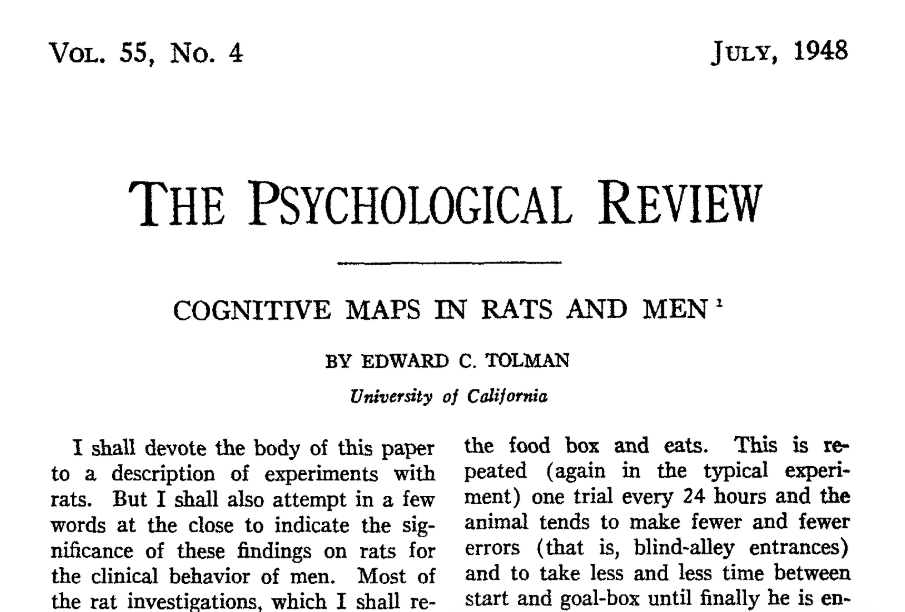 VOL. 55, No. 4
JULY, 1948
THE PSYCHOLOGICAL REVIEW
COGNITIVE MAPS IN RATS AND MEN ¹
BY EDWARD C. TOLMAN
University of California
I shall devote the body of this paper
to a description of experiments with
rats. But I shall also attempt in a few
words at the close to indicate the sig-
nificance of these findings on rats for
the clinical behavior of men. Most of
the rat investigations, which I shall re-
the food box and eats. This is re-
peated (again in the typical experi-
ment) one trial every 24 hours and the
animal tends to make fewer and fewer
errors (that is, blind-alley entrances)
and to take less and less time between
start and goal-box until finally he is en-